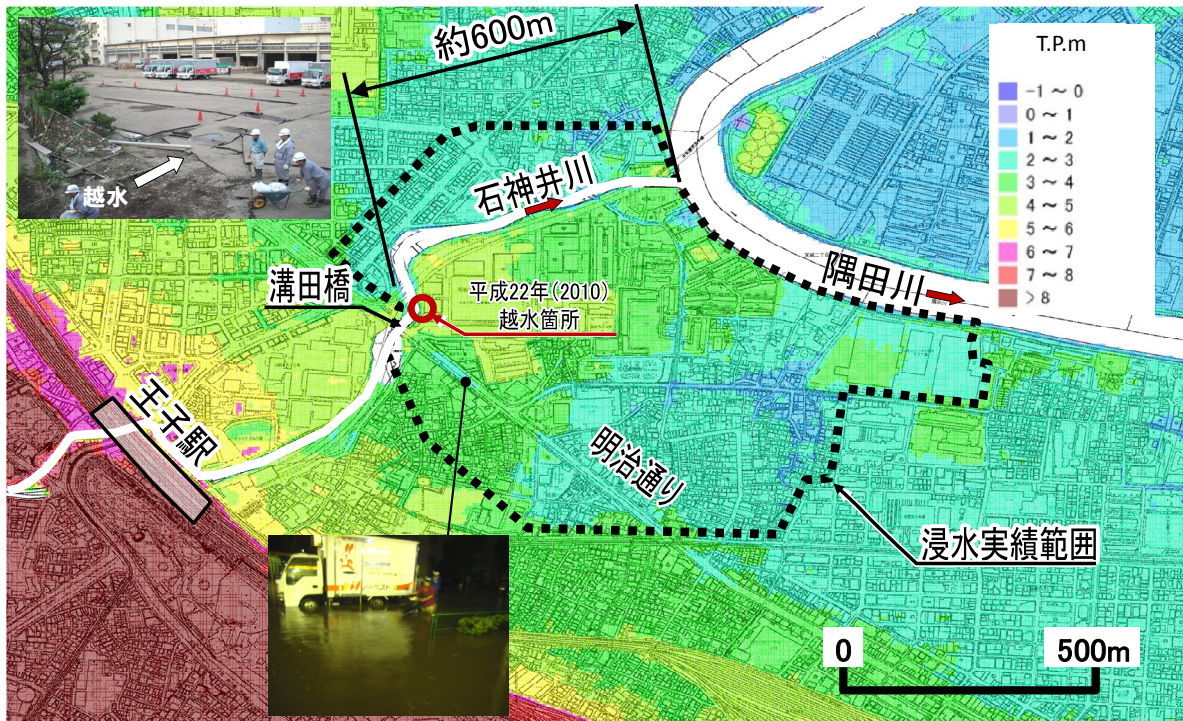 約600m
T.P.m
-1 ~ 0
0 ~ 1
1 ~ 2
2 ~ 3
3 ~ 4
4 ~ 5
5 ~ 6
6 ~ 7
7 ~ 8
>8
越水
石神井川
隅田川
溝田橋
平成22年(2010)
越水箇所
王子駅
明治通り
浸水実績範囲
0
500m